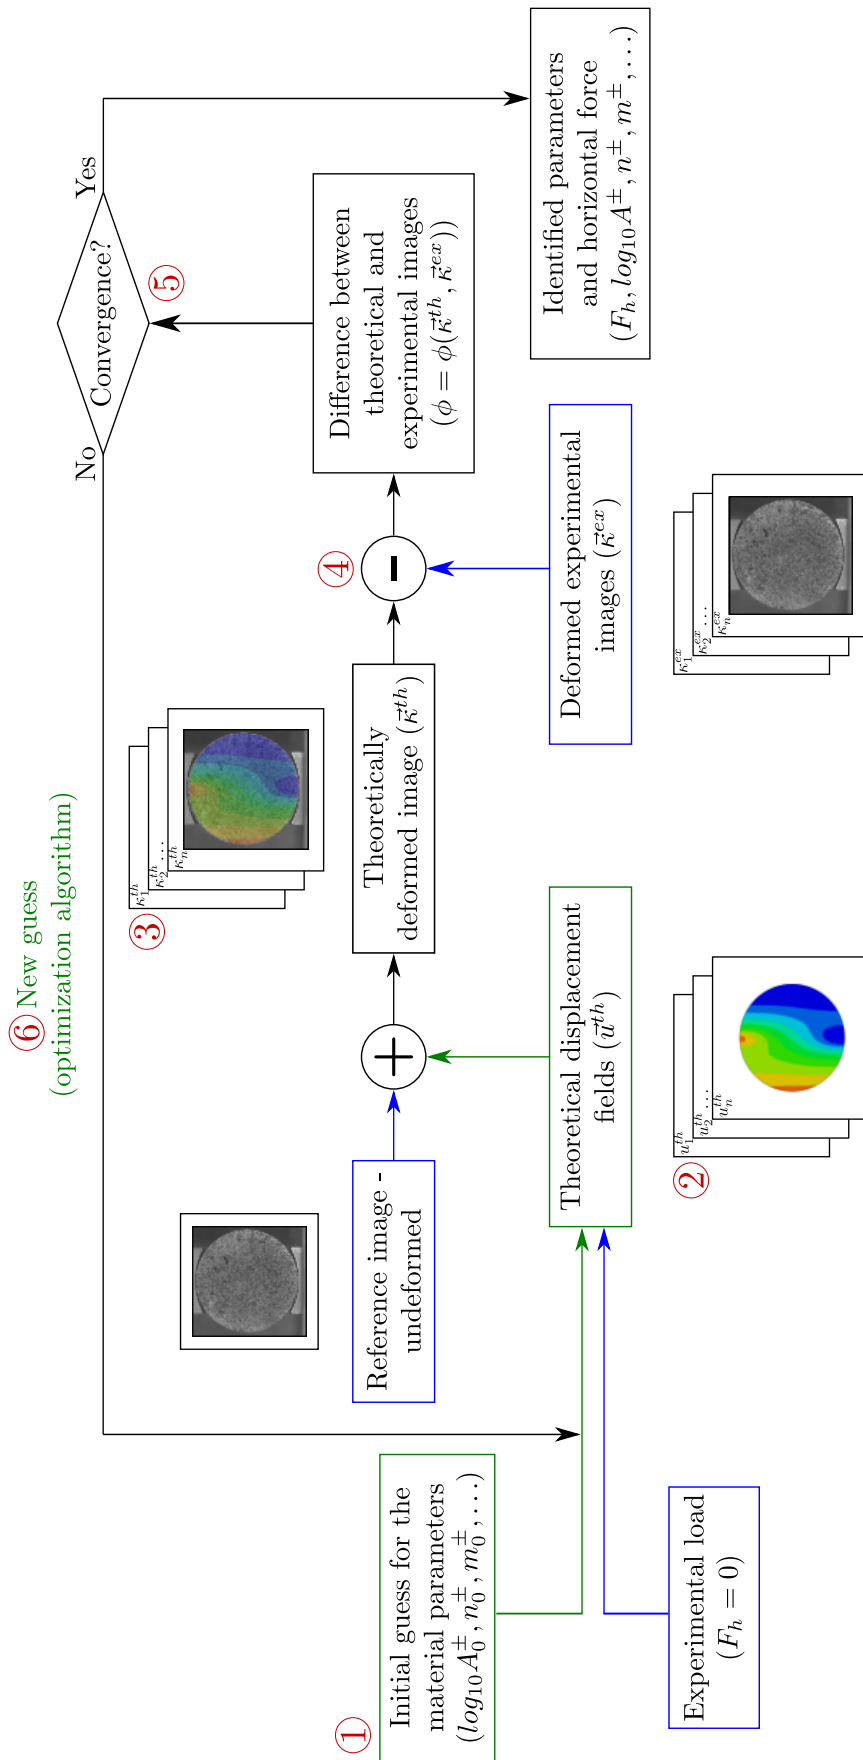 ①
Initial guess for the
material parameters
(log₁₀A₀^±, n₀^±, m₀^±, …)
Experimental load
(F_h = 0)
Reference image -
undeformed
②
u₁^th
u₂^th …
u_n^th
Theoretical displacement
fields (u⃗^th)
③
κ₁^th
κ₂^th …
κ_n^th
Theoretically
deformed image (κ⃗^th)
④
-
Deformed experimental
images (κ⃗^ex)
κ₁^ex
κ₂^ex …
κ_n^ex
Difference between
theoretical and
experimental images
(ϕ = ϕ(κ⃗^th, κ⃗^ex))
⑤
Convergence?
No
Yes
⑥ New guess
(optimization algorithm)
Identified parameters
and horizontal force
(F_h, log₁₀A^±, n^±, m^±, …)